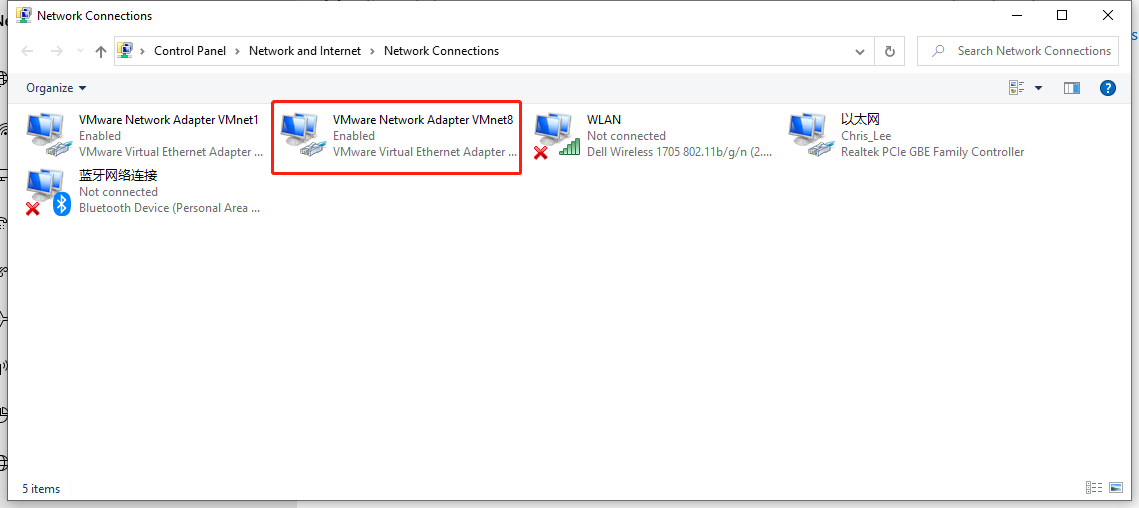 Network Connections
Control Panel > Network and Internet > Network Connections
Search Network Connections
Organize
VMware Network Adapter VMnet1
Enabled
VMware Virtual Ethernet Adapter ...
VMware Network Adapter VMnet8
Enabled
VMware Virtual Ethernet Adapter ...
WLAN
Not connected
Dell Wireless 1705 802.11b/g/n (2....
以太网
Chris_Lee
Realtek PCIe GBE Family Controller
蓝牙网络连接
Not connected
Bluetooth Device (Personal Area ...
5 items